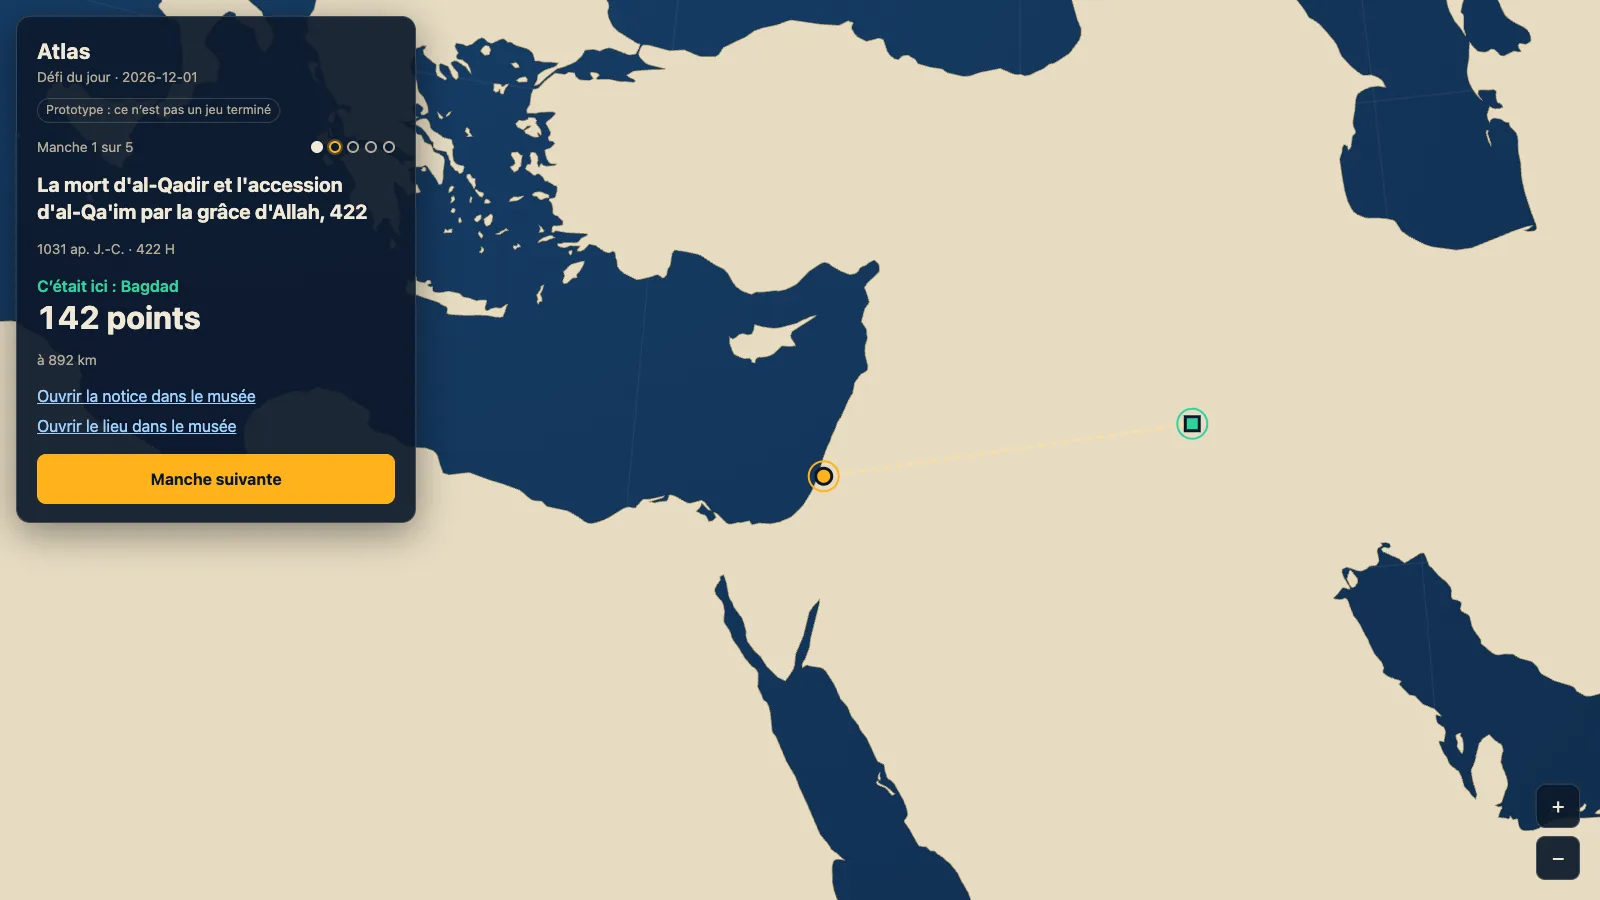 Atlas
Défi du jour · 2026-12-01
Prototype : ce n’est pas un jeu terminé
Manche 1 sur 5
La mort d'al-Qadir et l'accession
d'al-Qa'im par la grâce d'Allah, 422
1031 ap. J.-C. · 422 H
C’était ici : Bagdad
142 points
à 892 km
Ouvrir la notice dans le musée
Ouvrir le lieu dans le musée
Manche suivante
+
−